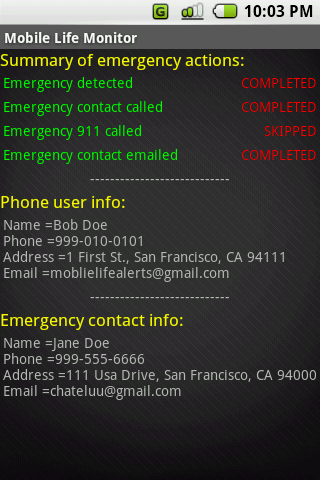 G 10:03 PM
Mobile Life Monitor
Summary of emergency actions:
Emergency detected COMPLETED
Emergency contact called COMPLETED
Emergency 911 called SKIPPED
Emergency contact emailed COMPLETED
----------------------------
Phone user info:
Name =Bob Doe
Phone =999-010-0101
Address =1 First St., San Francisco, CA 94111
Email =moblielifealerts@gmail.com
----------------------------
Emergency contact info:
Name =Jane Doe
Phone =999-555-6666
Address =111 Usa Drive, San Francisco, CA 94000
Email =chateluu@gmail.com